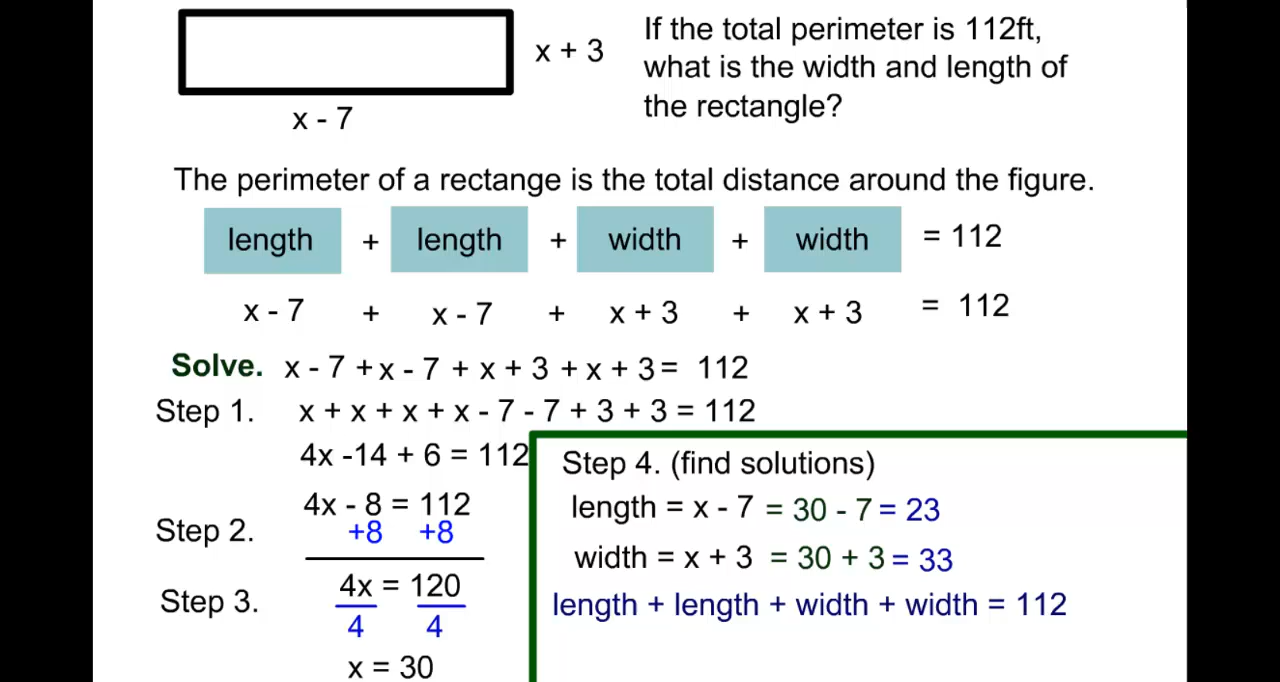 x + 3
If the total perimeter is 112ft,
what is the width and length of
the rectangle?
x - 7
The perimeter of a rectange is the total distance around the figure.
length + length + width + width = 112
x - 7 + x - 7 + x + 3 + x + 3 = 112
Solve. x - 7 + x - 7 + x + 3 + x + 3 = 112
Step 1. x + x + x + x - 7 - 7 + 3 + 3 = 112
4x -14 + 6 = 112
4x - 8 = 112
Step 2. +8 +8
Step 3. 4x = 120
4 4
x = 30
Step 4. (find solutions)
length = x - 7 = 30 - 7 = 23
width = x + 3 = 30 + 3 = 33
length + length + width + width = 112